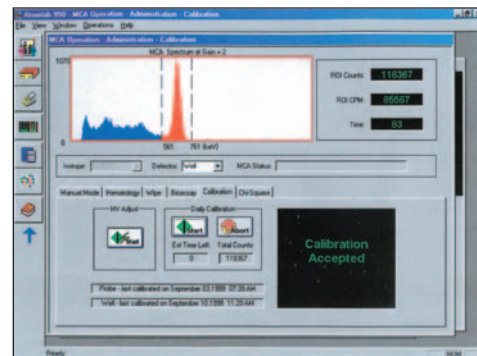 Atomlab 950 - MCA Operation - Administration - Calibration
File View Window Operations Help
MCA Operation - Administration - Calibration
MCA Spectrum at Gain = 2
1070
0
561 761 (keV)
ROI Counts: 118367
ROI CPM: 85567
Time: 83
Isotope: Detector: Well MCA Status:
Manual Mode Hematology Wipe Bioassay Calibration Chi-Square
HV Adjust
Start
Daily Calibration
Start Abort
Est Time Left: Total Counts:
0 118367
Calibration
Accepted
Probe - last calibrated on September 03,1999 07:35 AM
Well - last calibrated on September 10,1999 11:29 AM
Ready
NUM